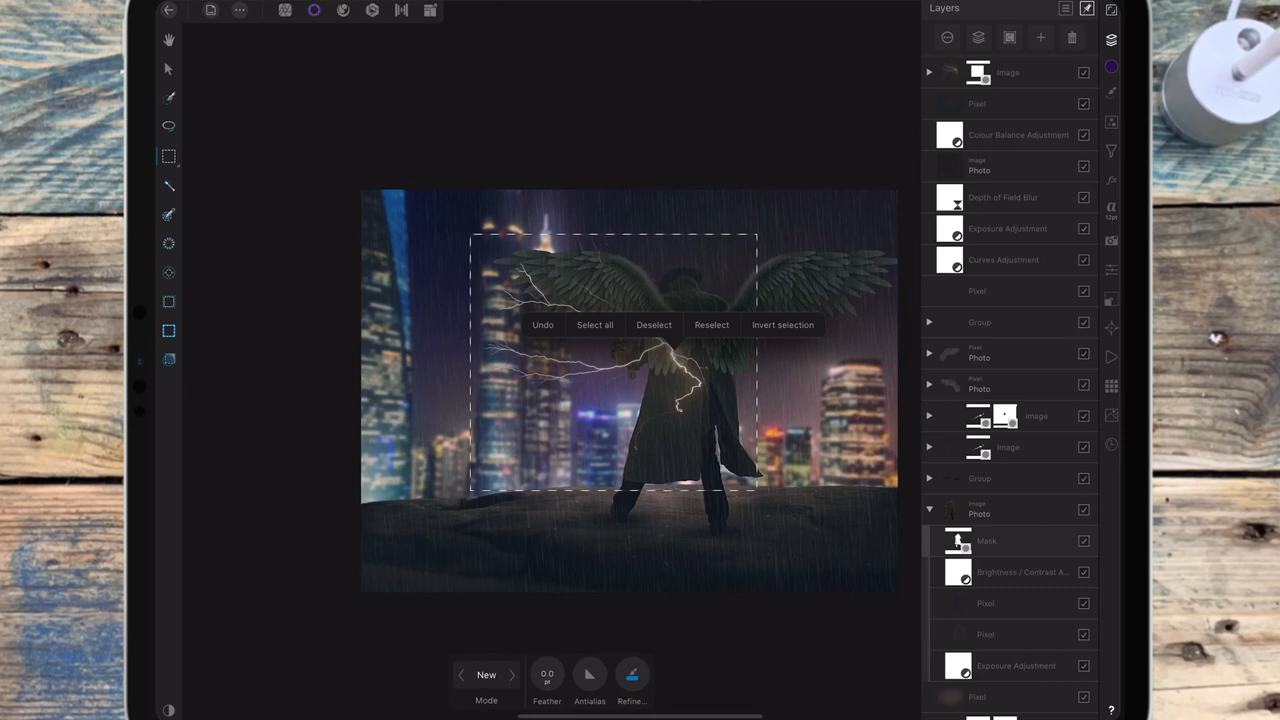 Layers
Image
Pixel
Colour Balance Adjustment
Image
Photo
Depth of Field Blur
Exposure Adjustment
Curves Adjustment
Pixel
Group
Pixel
Photo
Pixel
Photo
Image
Image
Group
Image
Photo
Mask
Brightness / Contrast A...
Pixel
Pixel
Exposure Adjustment
Pixel
a
12pt
fx
?
Undo
Select all
Deselect
Reselect
Invert selection
New
Mode
0.0
pt
Feather
Antialias
Refine...